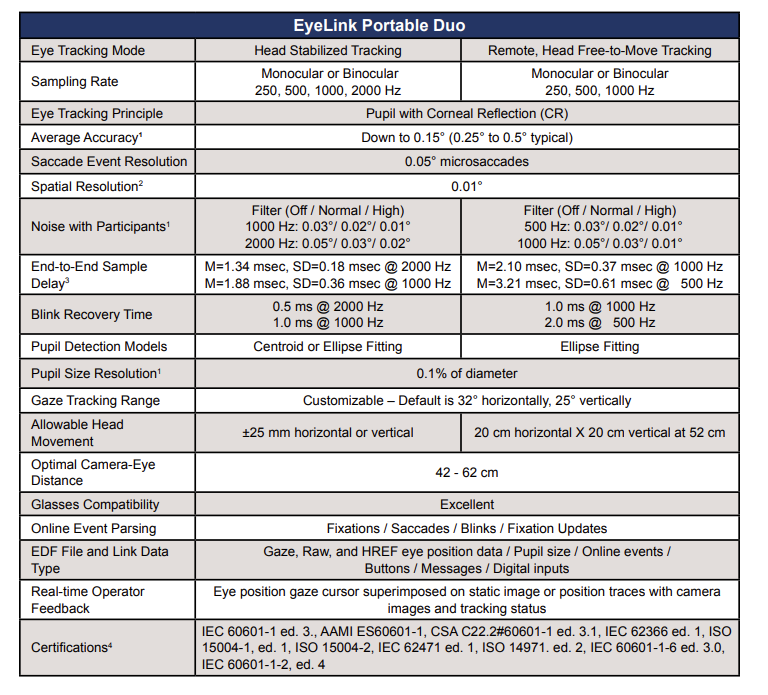 EyeLink Portable Duo
Eye Tracking Mode
Head Stabilized Tracking
Remote, Head Free-to-Move Tracking
Sampling Rate
Monocular or Binocular
250, 500, 1000, 2000 Hz
Monocular or Binocular
250, 500, 1000 Hz
Eye Tracking Principle
Pupil with Corneal Reflection (CR)
Average Accuracy¹
Down to 0.15° (0.25° to 0.5° typical)
Saccade Event Resolution
0.05° microsaccades
Spatial Resolution²
0.01°
Noise with Participants¹
Filter (Off / Normal / High)
1000 Hz: 0.03°/ 0.02°/ 0.01°
2000 Hz: 0.05°/ 0.03°/ 0.02°
Filter (Off / Normal / High)
500 Hz: 0.03°/ 0.02°/ 0.01°
1000 Hz: 0.05°/ 0.03°/ 0.01°
End-to-End Sample
Delay³
M=1.34 msec, SD=0.18 msec @ 2000 Hz
M=1.88 msec, SD=0.36 msec @ 1000 Hz
M=2.10 msec, SD=0.37 msec @ 1000 Hz
M=3.21 msec, SD=0.61 msec @ 500 Hz
Blink Recovery Time
0.5 ms @ 2000 Hz
1.0 ms @ 1000 Hz
1.0 ms @ 1000 Hz
2.0 ms @ 500 Hz
Pupil Detection Models
Centroid or Ellipse Fitting
Ellipse Fitting
Pupil Size Resolution¹
0.1% of diameter
Gaze Tracking Range
Customizable – Default is 32° horizontally, 25° vertically
Allowable Head
Movement
±25 mm horizontal or vertical
20 cm horizontal X 20 cm vertical at 52 cm
Optimal Camera-Eye
Distance
42 - 62 cm
Glasses Compatibility
Excellent
Online Event Parsing
Fixations / Saccades / Blinks / Fixation Updates
EDF File and Link Data
Type
Gaze, Raw, and HREF eye position data / Pupil size / Online events /
Buttons / Messages / Digital inputs
Real-time Operator
Feedback
Eye position gaze cursor superimposed on static image or position traces with camera
images and tracking status
Certifications⁴
IEC 60601-1 ed. 3., AAMI ES60601-1, CSA C22.2#60601-1 ed. 3.1, IEC 62366 ed. 1, ISO
15004-1, ed. 1, ISO 15004-2, IEC 62471 ed. 1, ISO 14971. ed. 2, IEC 60601-1-6 ed. 3.0,
IEC 60601-1-2, ed. 4